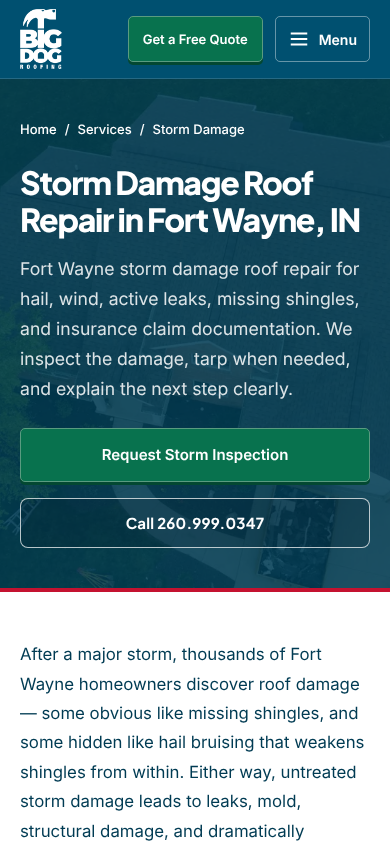 BIG
DOG
ROOFING
Get a Free Quote
Menu
Home / Services / Storm Damage
Storm Damage Roof
Repair in Fort Wayne, IN
Fort Wayne storm damage roof repair for
hail, wind, active leaks, missing shingles,
and insurance claim documentation. We
inspect the damage, tarp when needed,
and explain the next step clearly.
Request Storm Inspection
Call 260.999.0347
After a major storm, thousands of Fort
Wayne homeowners discover roof damage
— some obvious like missing shingles, and
some hidden like hail bruising that weakens
shingles from within. Either way, untreated
storm damage leads to leaks, mold,
structural damage, and dramatically